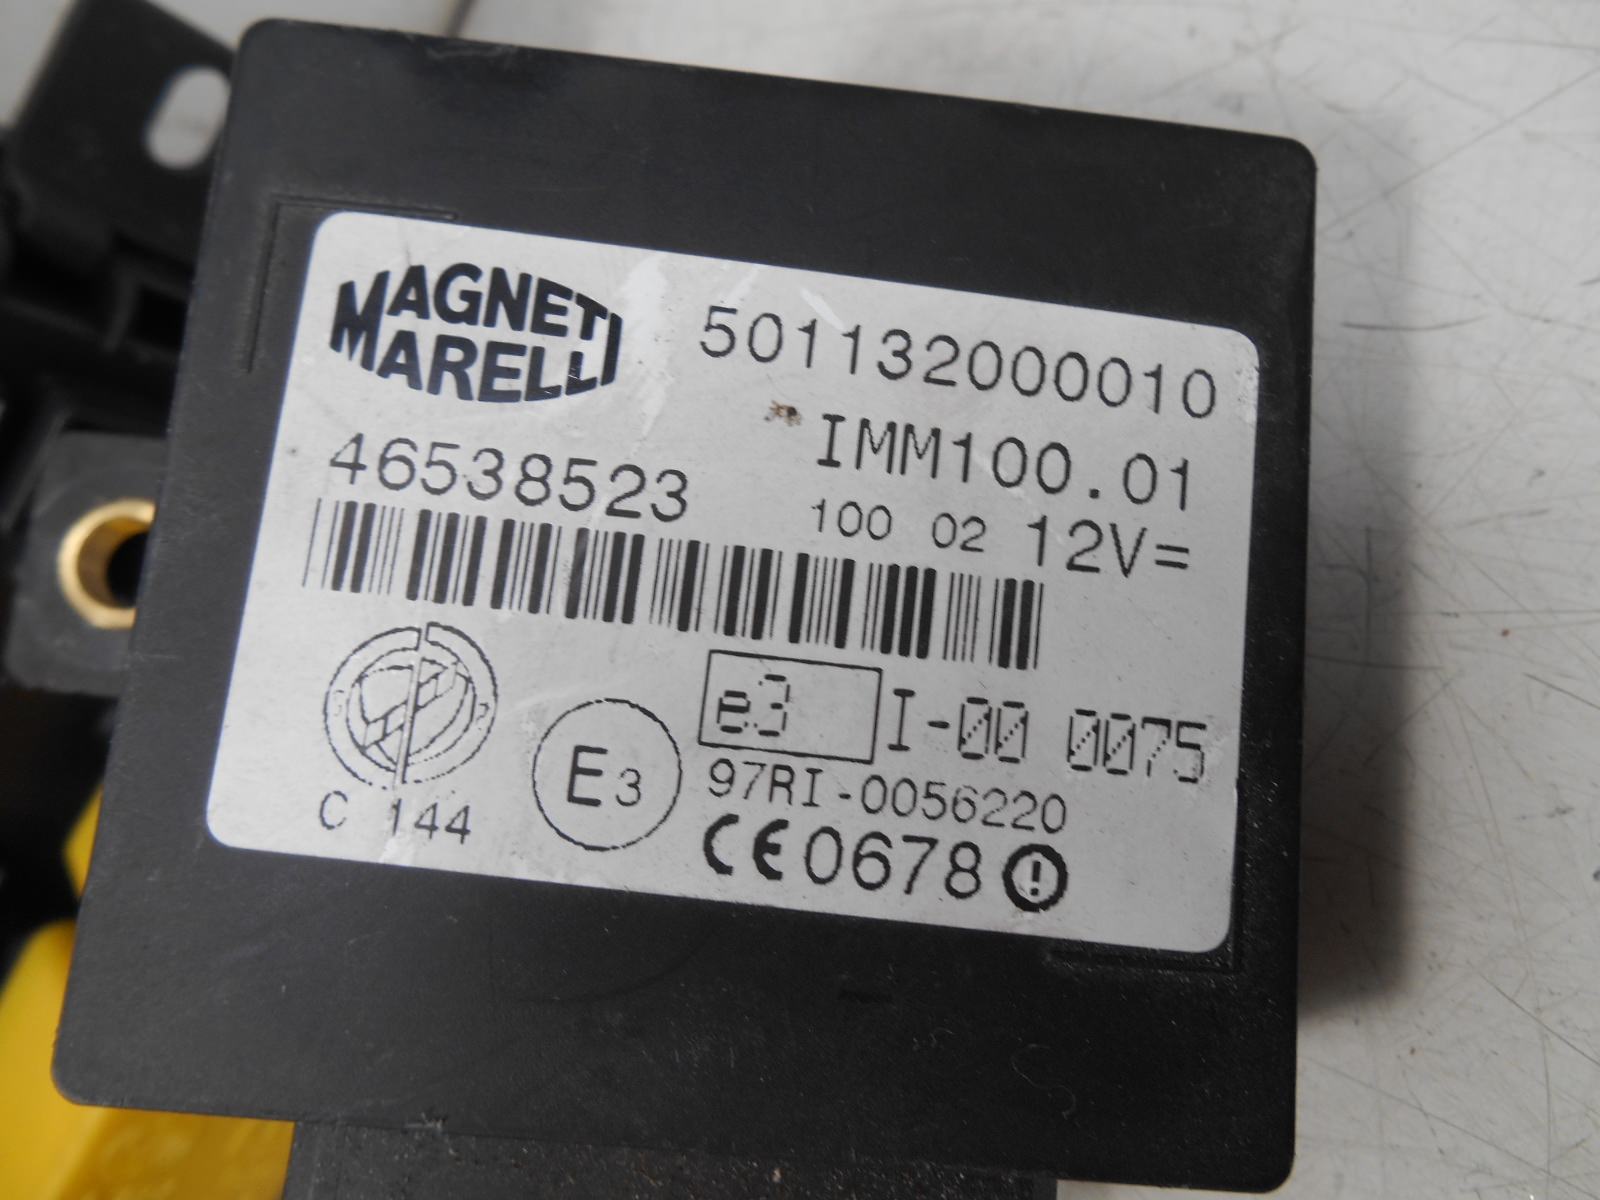 MAGNETI
MARELLI
501132000010
IMM100.01
46538523
100 02 12V=
e3 I-00 0075
E3
97RI-0056220
C 144
CE0678